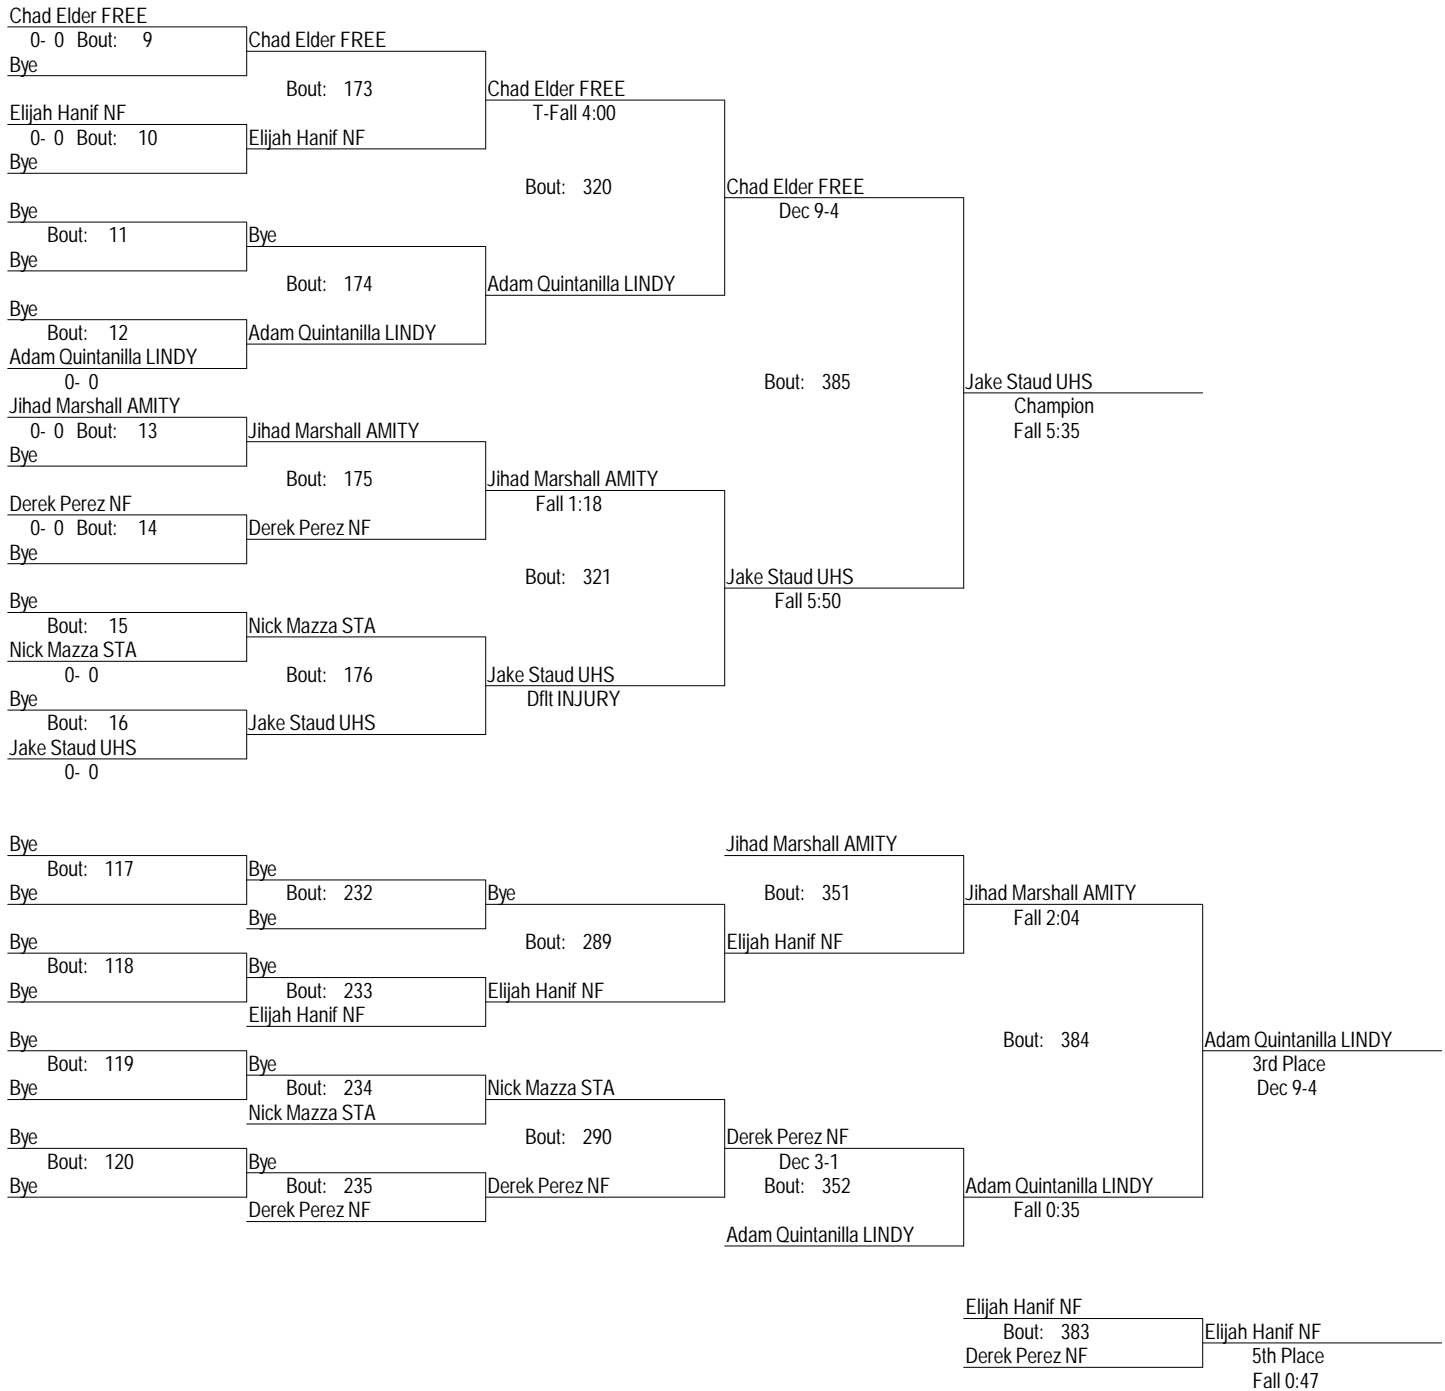 Chad Elder FREE
0- 0 Bout: 9 Chad Elder FREE
Bye
Bout: 173 Chad Elder FREE
Elijah Hanif NF T-Fall 4:00
0- 0 Bout: 10 Elijah Hanif NF
Bye
Bout: 320 Chad Elder FREE
Bye Dec 9-4
Bout: 11 Bye
Bye
Bout: 174 Adam Quintanilla LINDY
Bye
Bout: 12 Adam Quintanilla LINDY
Adam Quintanilla LINDY
0- 0 Bout: 385 Jake Staud UHS
Jihad Marshall AMITY Champion
0- 0 Bout: 13 Jihad Marshall AMITY Fall 5:35
Bye
Bout: 175 Jihad Marshall AMITY
Derek Perez NF Fall 1:18
0- 0 Bout: 14 Derek Perez NF
Bye
Bout: 321 Jake Staud UHS
Bye Fall 5:50
Bout: 15 Nick Mazza STA
Nick Mazza STA
0- 0 Bout: 176 Jake Staud UHS
Bye Dflt INJURY
Bout: 16 Jake Staud UHS
Jake Staud UHS
0- 0
Bye Jihad Marshall AMITY
Bout: 117 Bye
Bye Bout: 232 Bye Bout: 351 Jihad Marshall AMITY
Bye Fall 2:04
Bye Bout: 289 Elijah Hanif NF
Bout: 118 Bye
Bye Bout: 233 Elijah Hanif NF
Elijah Hanif NF
Bye Bout: 384 Adam Quintanilla LINDY
Bout: 119 Bye 3rd Place
Bye Bout: 234 Nick Mazza STA Dec 9-4
Nick Mazza STA
Bye Bout: 290 Derek Perez NF
Bout: 120 Bye Dec 3-1
Bye Bout: 235 Derek Perez NF Bout: 352 Adam Quintanilla LINDY
Derek Perez NF Fall 0:35
Adam Quintanilla LINDY
Elijah Hanif NF
Bout: 383 Elijah Hanif NF
Derek Perez NF 5th Place
Fall 0:47